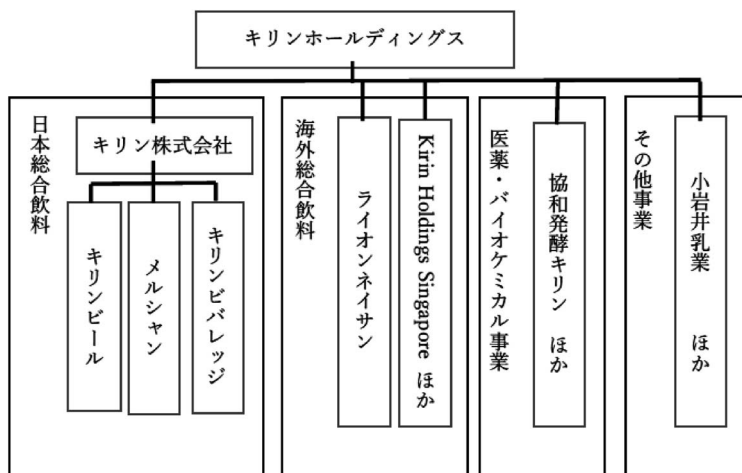 キリンホールディングス
日本総合飲料
キリン株式会社
キリンビール
メルシャン
キリンビバレッジ
海外総合飲料
ライオンネイサン
Kirin Holdings Singapore ほか
医薬・バイオケミカル事業
協和発酵キリン ほか
その他事業
小岩井乳業 ほか